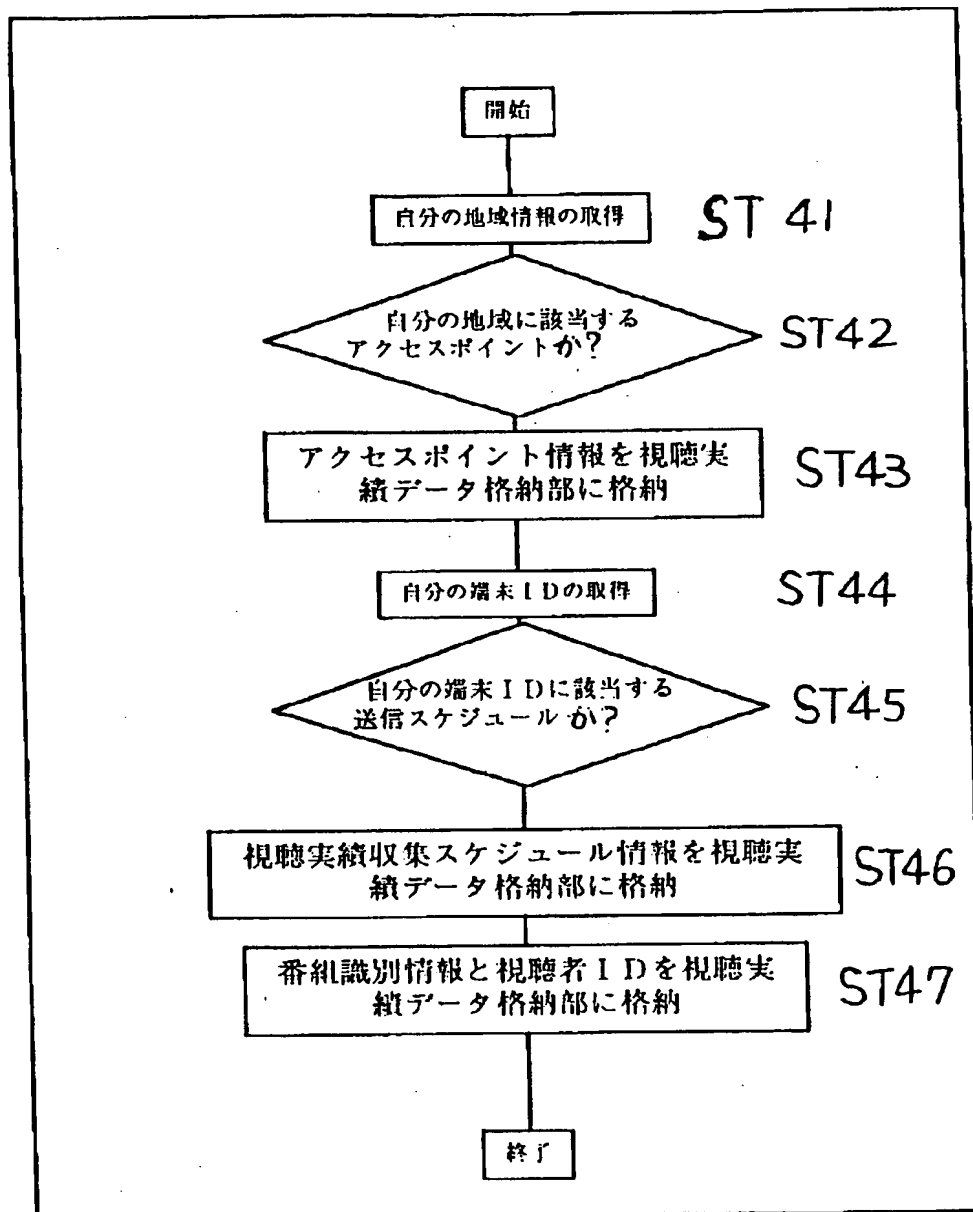 開始
自分の地域情報の取得
ST 41
自分の地域に該当する
アクセスポイントか?
ST42
アクセスポイント情報を視聴実
績データ格納部に格納
ST43
自分の端末IDの取得
ST44
自分の端末IDに該当する
送信スケジュールか?
ST45
視聴実績収集スケジュール情報を視聴実
績データ格納部に格納
ST46
番組識別情報と視聴者IDを視聴実
績データ格納部に格納
ST47
終了